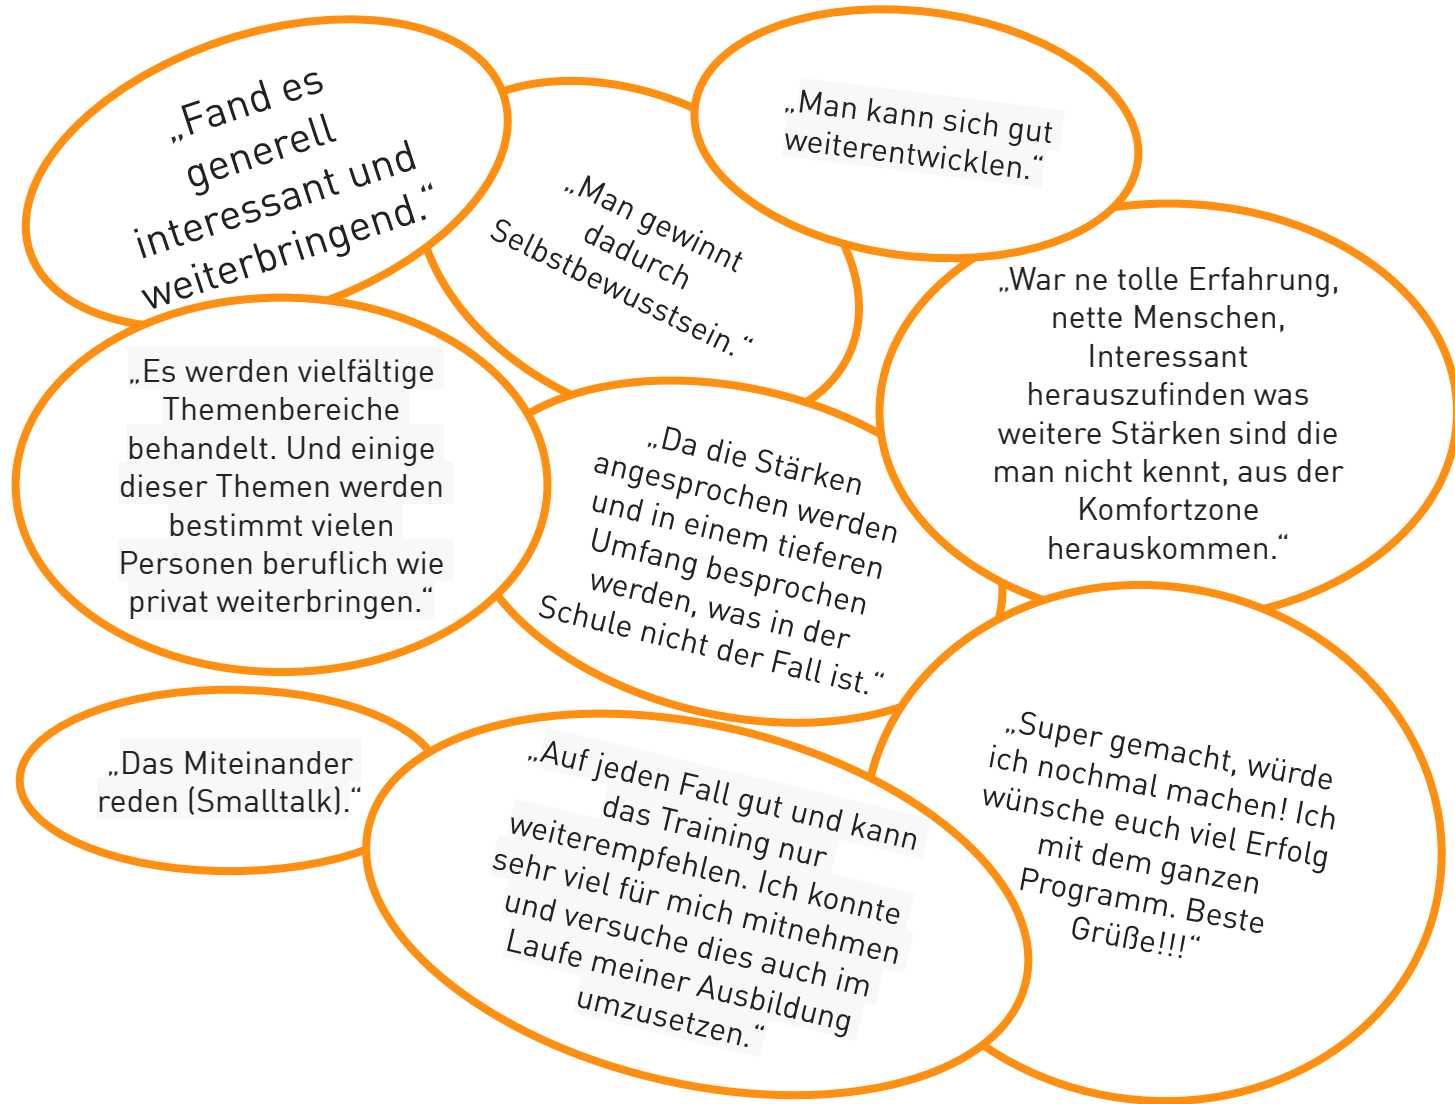 „Fand es
generell
interessant und
weiterbringend.“
„Man gewinnt
dadurch
Selbstbewusstsein.“
„Man kann sich gut
weiterentwicklen.“
„War ne tolle Erfahrung,
nette Menschen,
Interessant
herauszufinden was
weitere Stärken sind die
man nicht kennt, aus der
Komfortzone
herauskommen.“
„Es werden vielfältige
Themenbereiche
behandelt. Und einige
dieser Themen werden
bestimmt vielen
Personen beruflich wie
privat weiterbringen.“
„Da die Stärken
angesprochen werden
und in einem tieferen
Umfang besprochen
werden, was in der
Schule nicht der Fall ist.“
„Das Miteinander
reden (Smalltalk).“
„Auf jeden Fall gut und kann
das Training nur
weiterempfehlen. Ich konnte
sehr viel für mich mitnehmen
und versuche dies auch im
Laufe meiner Ausbildung
umzusetzen.“
„Super gemacht, würde
ich nochmal machen! Ich
wünsche euch viel Erfolg
mit dem ganzen
Programm. Beste
Grüße!!!“